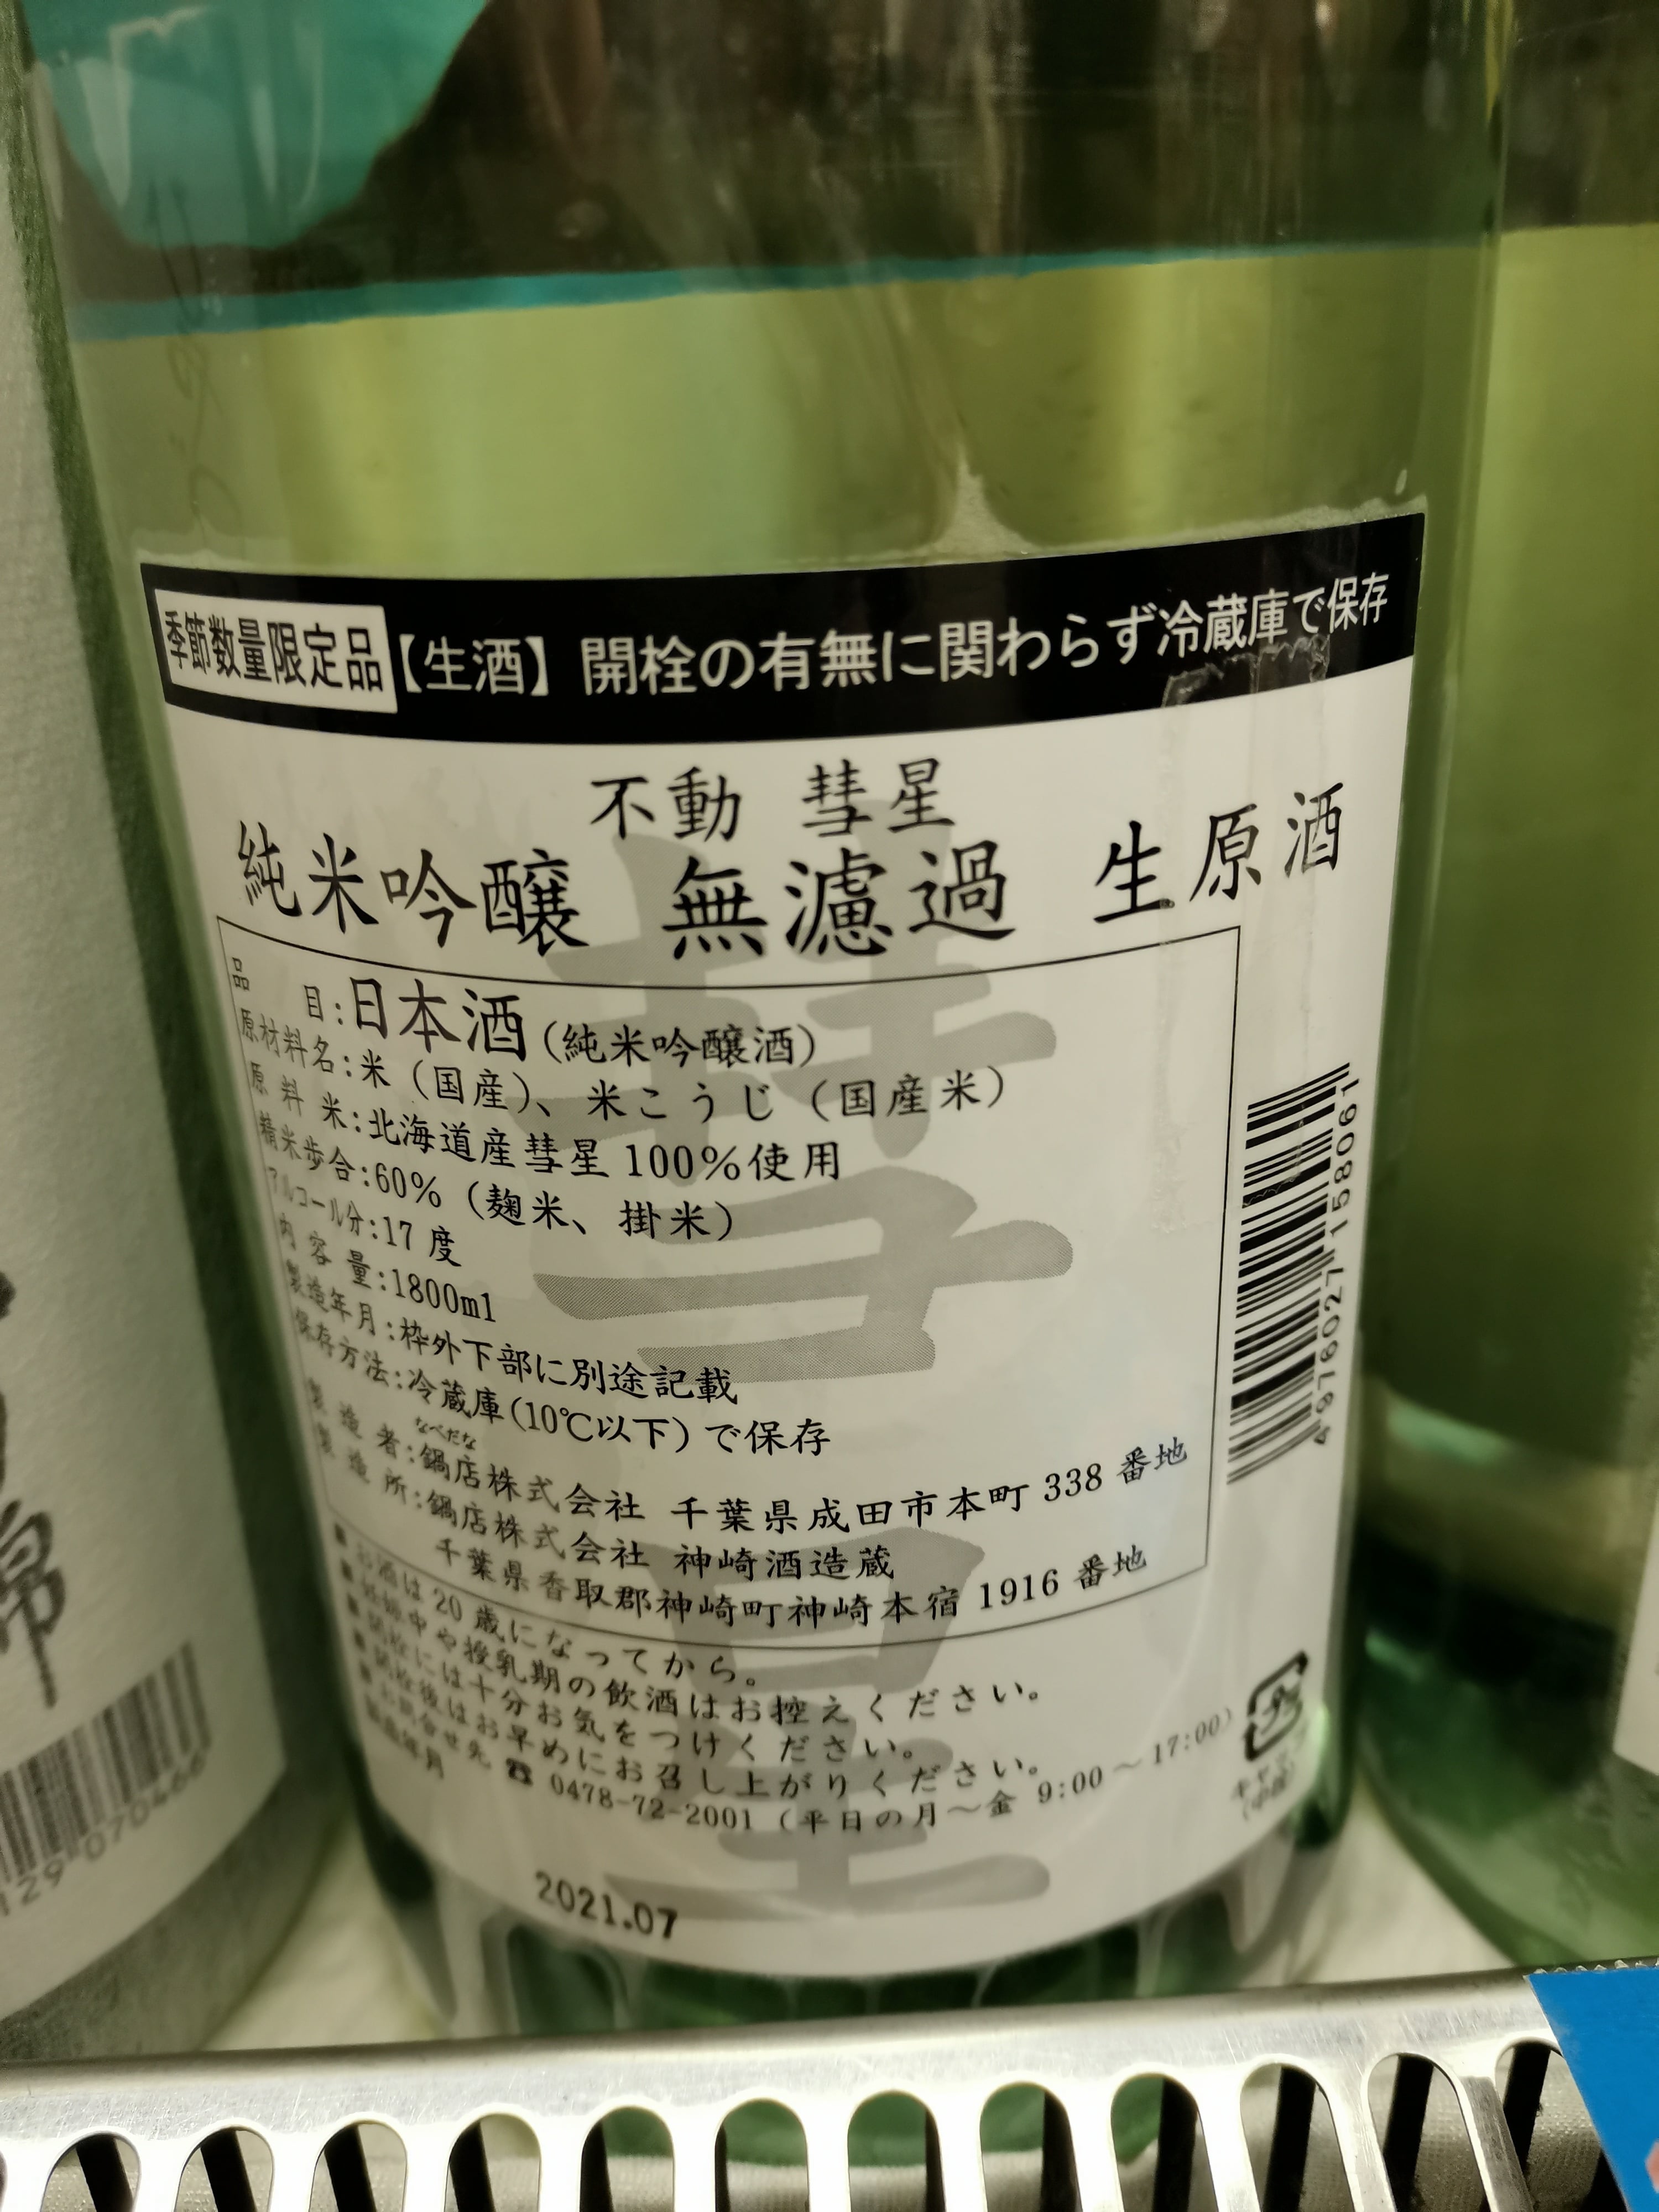 季節数量限定品【生酒】開栓の有無に関わらず冷蔵庫で保存
不動 彗星
純米吟醸 無濾過 生原酒
品目:日本酒(純米吟醸酒)
原材料名:米(国産)、米こうじ(国産米)
原料米:北海道産彗星100%使用
精米歩合:60%(麹米、掛米)
アルコール分:17度
内容量:1800ml
製造年月:枠外下部に別途記載
保存方法:冷蔵庫(10℃以下)で保存
なべだな
製造者:鍋店株式会社 千葉県成田市本町338番地
製造所:鍋店株式会社 神崎酒造蔵
千葉県香取郡神崎町神崎本宿1916番地
■お酒は20歳になってから。
■妊娠中や授乳期の飲酒はお控えください。
■開栓には十分お気をつけください。
■開栓後はお早めにお召し上がりください。
■お問合せ先 ☎ 0478-72-2001(平日の月〜金 9:00〜17:00)
製造年月
2021.07
4976027158061
彗星